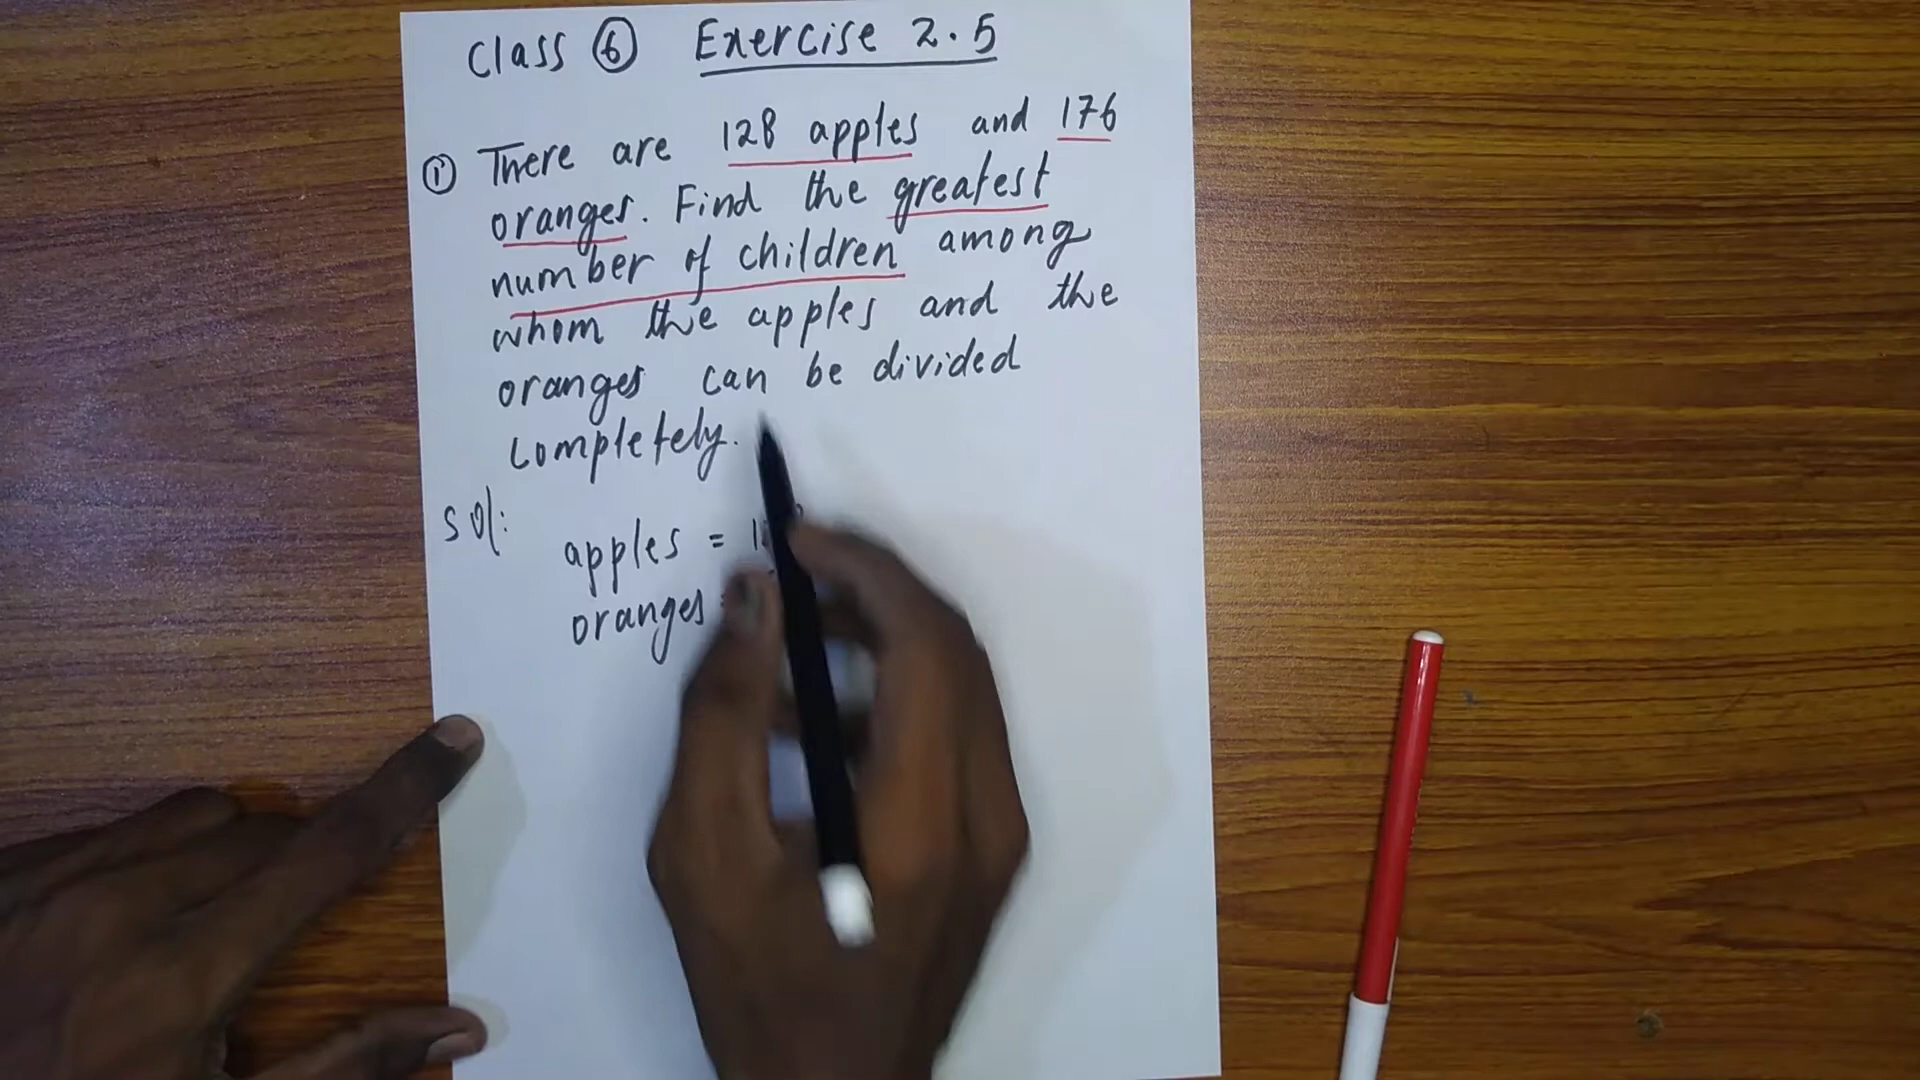 Class 6 Exercise 2.5
1 There are 128 apples and 176
oranges. Find the greatest
number of children among
whom the apples and the
oranges can be divided
completely.
Sol:
apples =
oranges